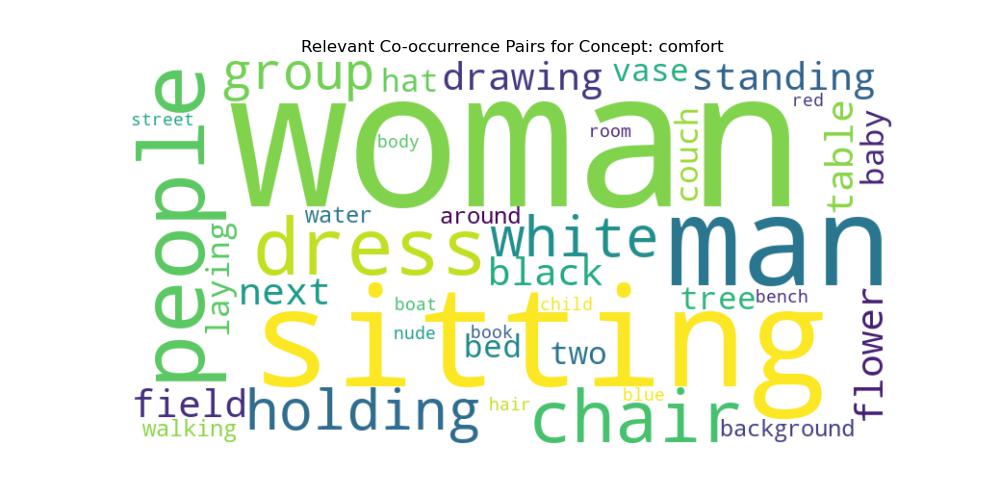 Relevant Co-occurrence Pairs for Concept: comfort
people
group
hat
drawing
vase
standing
street
woman
body
room
couch
red
table
baby
laying
water
around
dress
white
man
black
next
sitting
boat
child
tree
bench
nude
book
bed
two
flower
field
holding
hair
chair
blue
walking
background